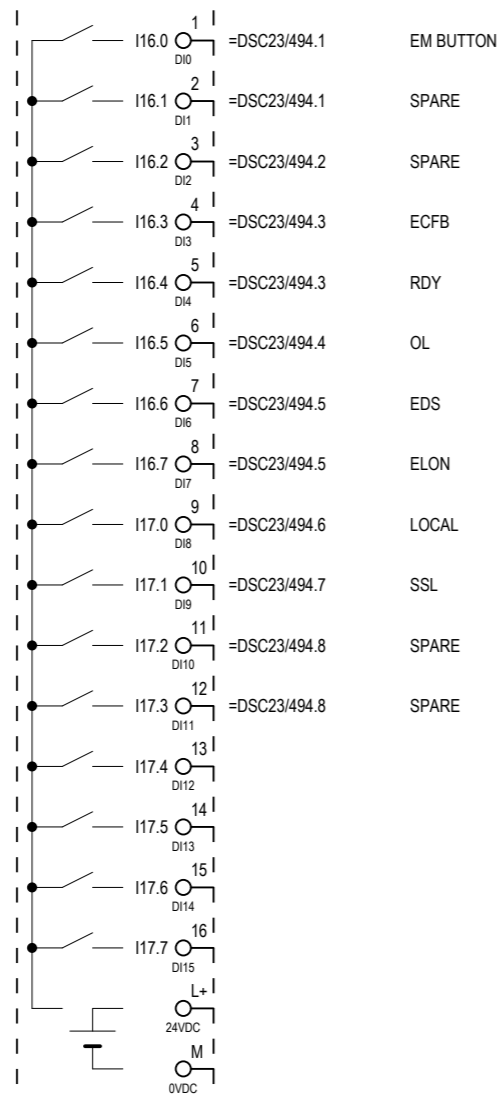 1
I16.0 =DSC23/494.1 EM BUTTON
DI0
2
I16.1 =DSC23/494.1 SPARE
DI1
3
I16.2 =DSC23/494.2 SPARE
DI2
4
I16.3 =DSC23/494.3 ECFB
DI3
5
I16.4 =DSC23/494.3 RDY
DI4
6
I16.5 =DSC23/494.4 OL
DI5
7
I16.6 =DSC23/494.5 EDS
DI6
8
I16.7 =DSC23/494.5 ELON
DI7
9
I17.0 =DSC23/494.6 LOCAL
DI8
10
I17.1 =DSC23/494.7 SSL
DI9
11
I17.2 =DSC23/494.8 SPARE
DI10
12
I17.3 =DSC23/494.8 SPARE
DI11
13
I17.4
DI12
14
I17.5
DI13
15
I17.6
DI14
16
I17.7
DI15
L+
24VDC
M
0VDC